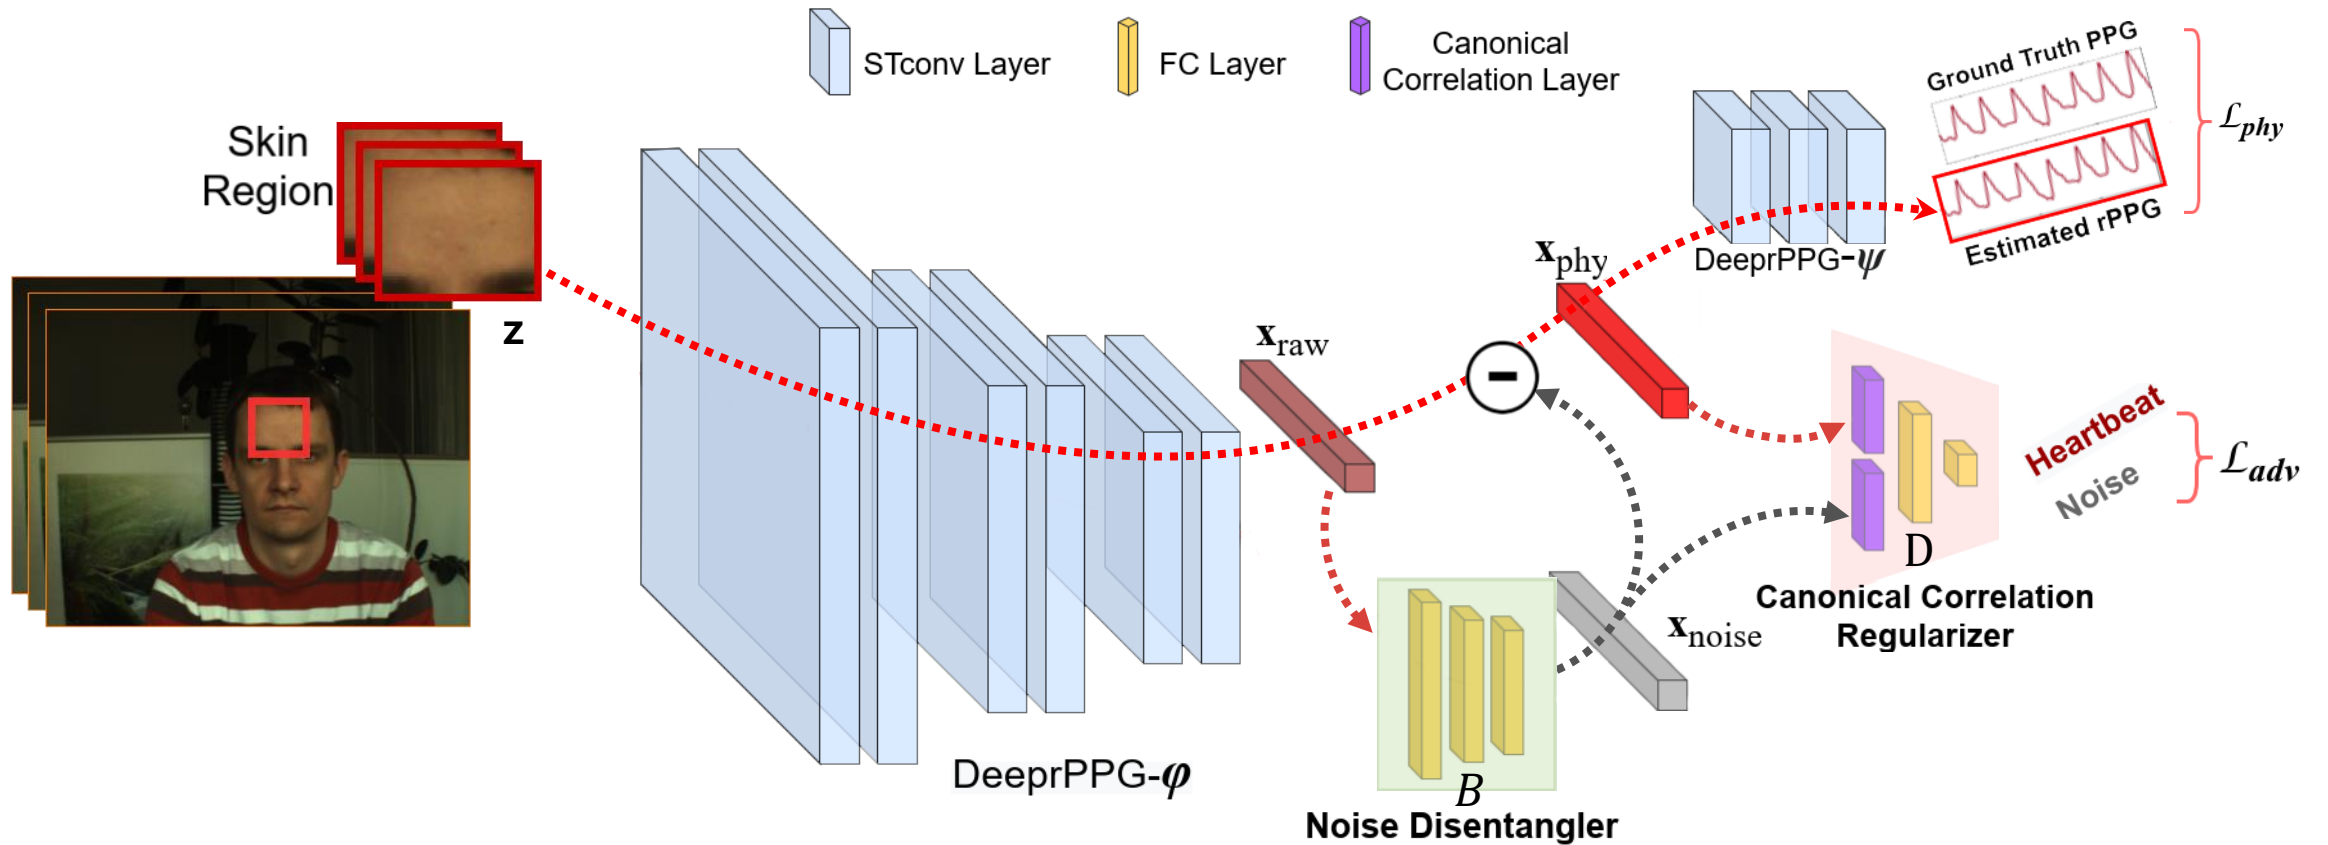 STconv Layer
FC Layer
Canonical
Correlation Layer
Ground Truth PPG
Estimated rPPG
ℒphy
Skin
Region
z
xraw
xphy
DeeprPPG-ψ
Heartbeat
Noise
ℒadv
D
Canonical Correlation
Regularizer
xnoise
DeeprPPG-φ
B
Noise Disentangler